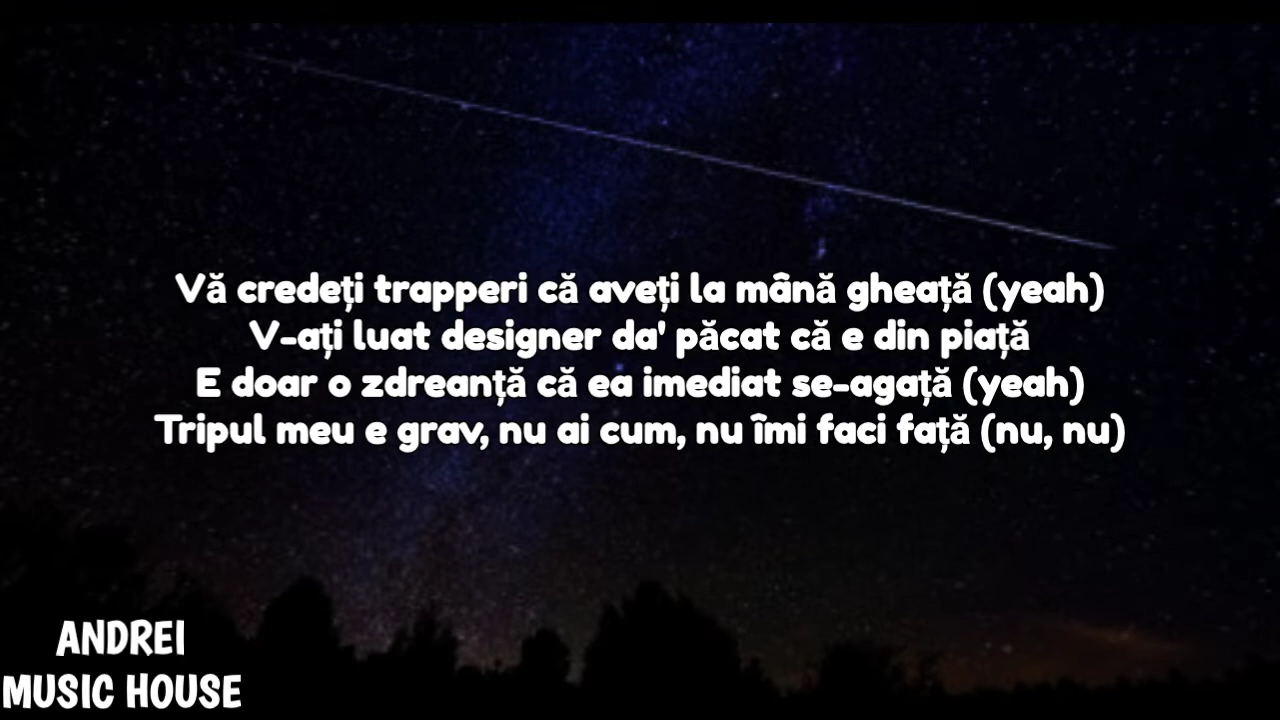 Vă credeți trapperi că aveți la mână gheață (yeah)
V-ați luat designer da' păcat că e din piață
E doar o zdreanță că ea imediat se-agață (yeah)
Tripul meu e grav, nu ai cum, nu îmi faci față (nu, nu)
ANDREI
MUSIC HOUSE